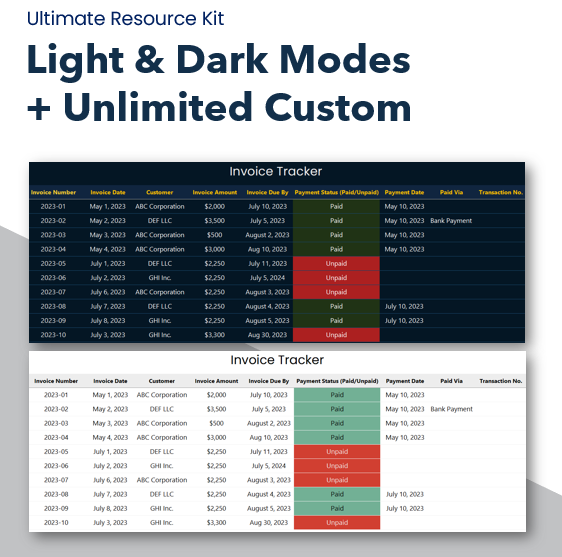 Ultimate Resource Kit
Light & Dark Modes
+ Unlimited Custom
Invoice Tracker
Invoice Number Invoice Date Customer Invoice Amount Invoice Due By Payment Status (Paid/Unpaid) Payment Date Paid Via Transaction No.
2023-01 May 1, 2023 ABC Corporation $2,000 July 10, 2023 Paid May 10, 2023
2023-02 May 2, 2023 DEF LLC $3,500 July 5, 2023 Paid May 10, 2023 Bank Payment
2023-03 May 3, 2023 ABC Corporation $500 August 2, 2023 Paid May 10, 2023
2023-04 May 4, 2023 ABC Corporation $3,000 Aug 10, 2023 Paid May 10, 2023
2023-05 July 1, 2023 DEF LLC $2,250 July 11, 2023 Unpaid
2023-06 July 2, 2023 GHI Inc. $2,250 July 5, 2024 Unpaid
2023-07 July 6, 2023 ABC Corporation $2,250 August 3, 2023 Unpaid
2023-08 July 7, 2023 DEF LLC $2,250 August 4, 2023 Paid July 10, 2023
2023-09 July 8, 2023 GHI Inc. $2,250 August 5, 2023 Paid July 10, 2023
2023-10 July 3, 2023 GHI Inc. $3,300 Aug 30, 2023 Unpaid
Invoice Tracker
Invoice Number Invoice Date Customer Invoice Amount Invoice Due By Payment Status (Paid/Unpaid) Payment Date Paid Via Transaction No.
2023-01 May 1, 2023 ABC Corporation $2,000 July 10, 2023 Paid May 10, 2023
2023-02 May 2, 2023 DEF LLC $3,500 July 5, 2023 Paid May 10, 2023 Bank Payment
2023-03 May 3, 2023 ABC Corporation $500 August 2, 2023 Paid May 10, 2023
2023-04 May 4, 2023 ABC Corporation $3,000 Aug 10, 2023 Paid May 10, 2023
2023-05 July 1, 2023 DEF LLC $2,250 July 11, 2023 Unpaid
2023-06 July 2, 2023 GHI Inc. $2,250 July 5, 2024 Unpaid
2023-07 July 6, 2023 ABC Corporation $2,250 August 3, 2023 Unpaid
2023-08 July 7, 2023 DEF LLC $2,250 August 4, 2023 Paid July 10, 2023
2023-09 July 8, 2023 GHI Inc. $2,250 August 5, 2023 Paid July 10, 2023
2023-10 July 3, 2023 GHI Inc. $3,300 Aug 30, 2023 Unpaid